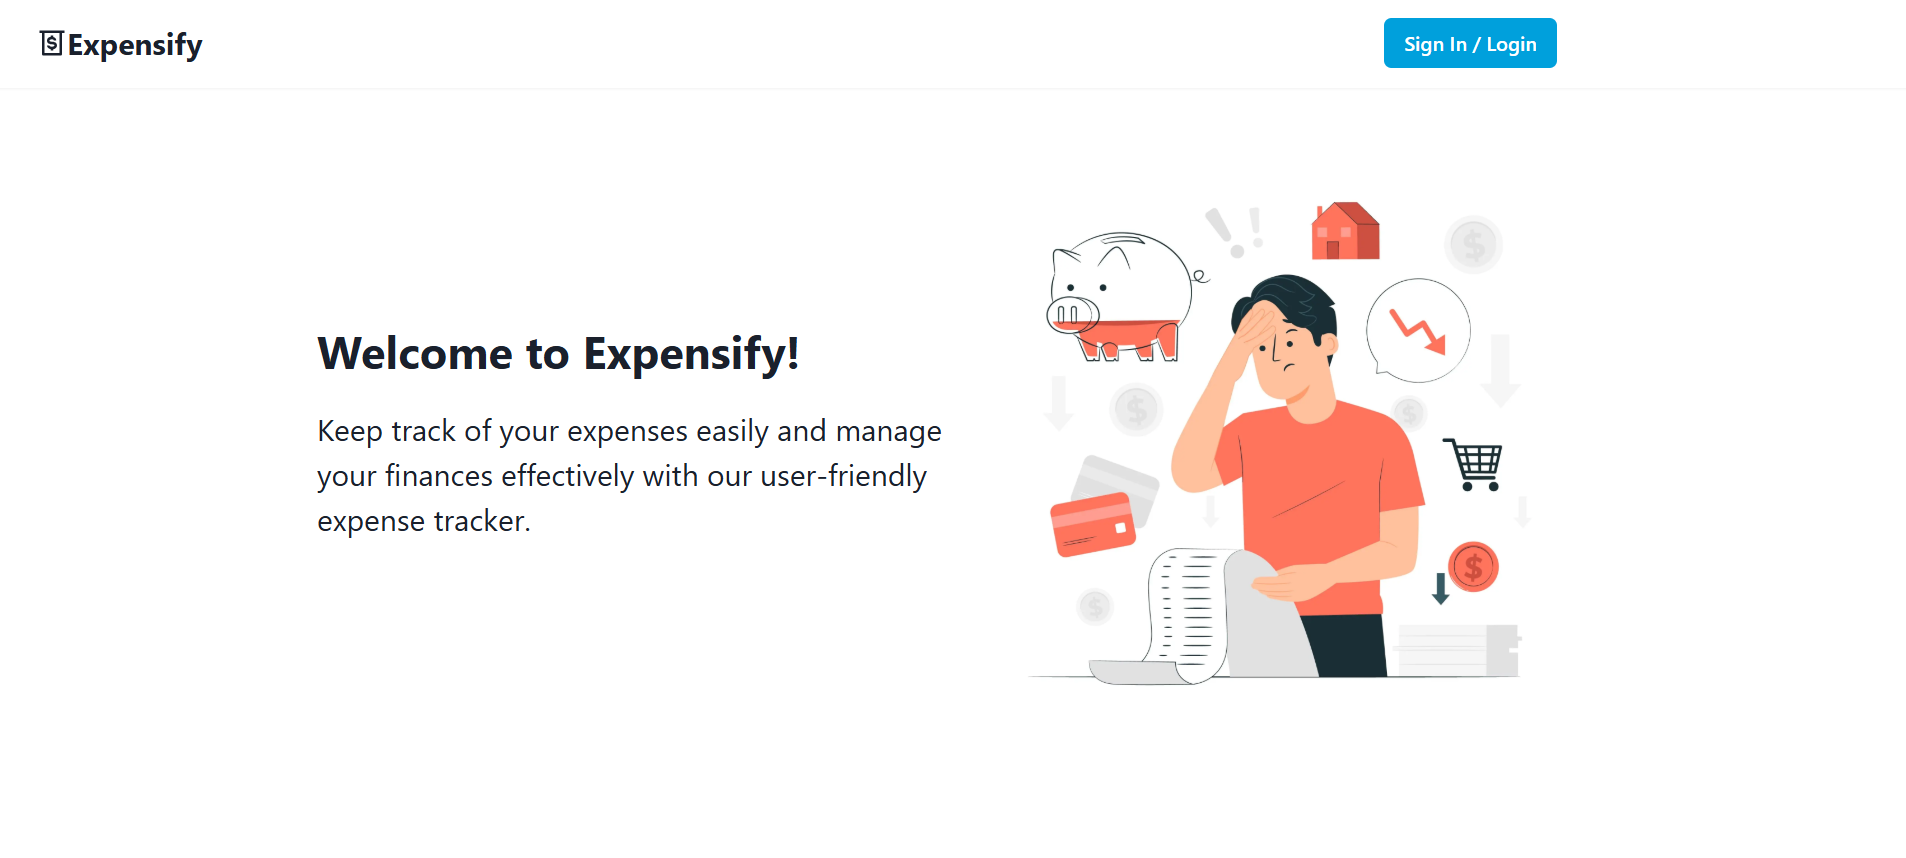 Expensify
Sign In / Login
Welcome to Expensify!
Keep track of your expenses easily and manage
your finances effectively with our user-friendly
expense tracker.